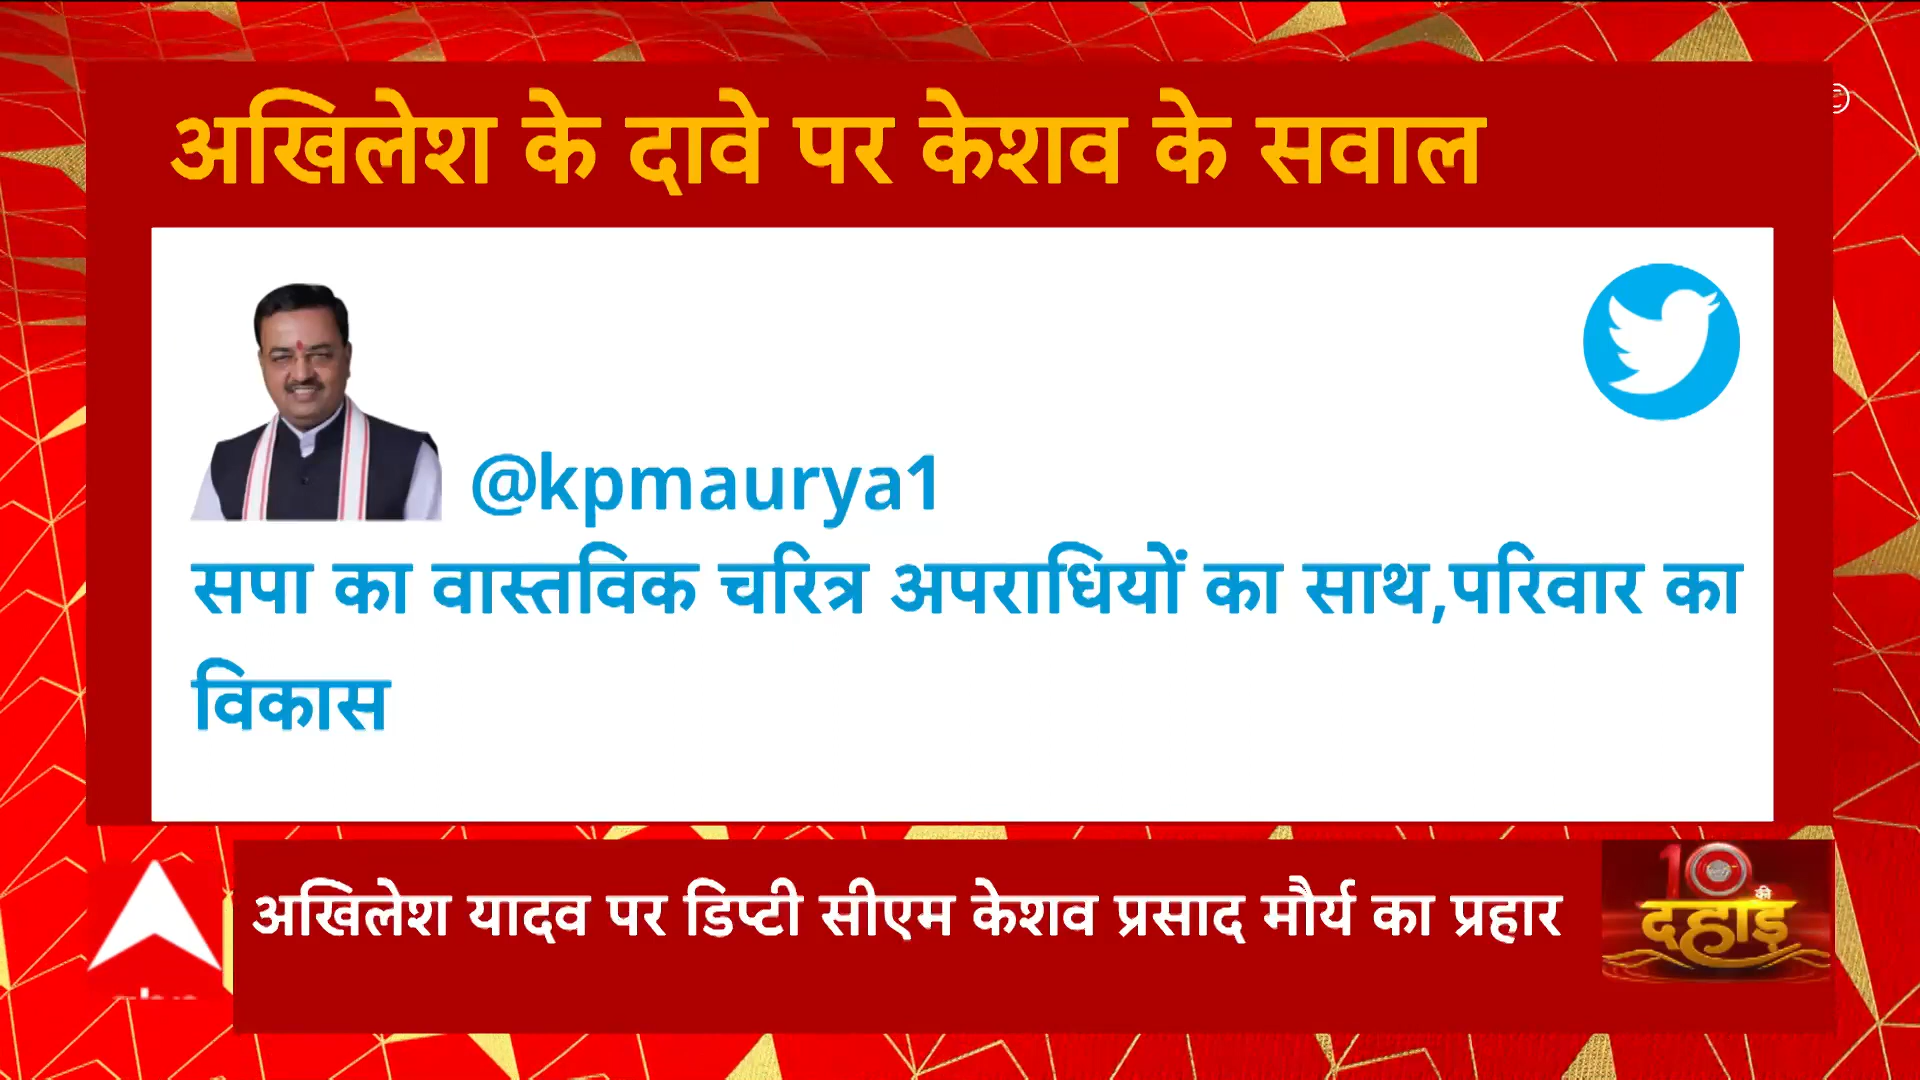 अखिलेश के दावे पर केशव के सवाल
@kpmaurya1
सपा का वास्तविक चरित्र अपराधियों का साथ,परिवार का
विकास
अखिलेश यादव पर डिप्टी सीएम केशव प्रसाद मौर्य का प्रहार
10 की
दहाड़